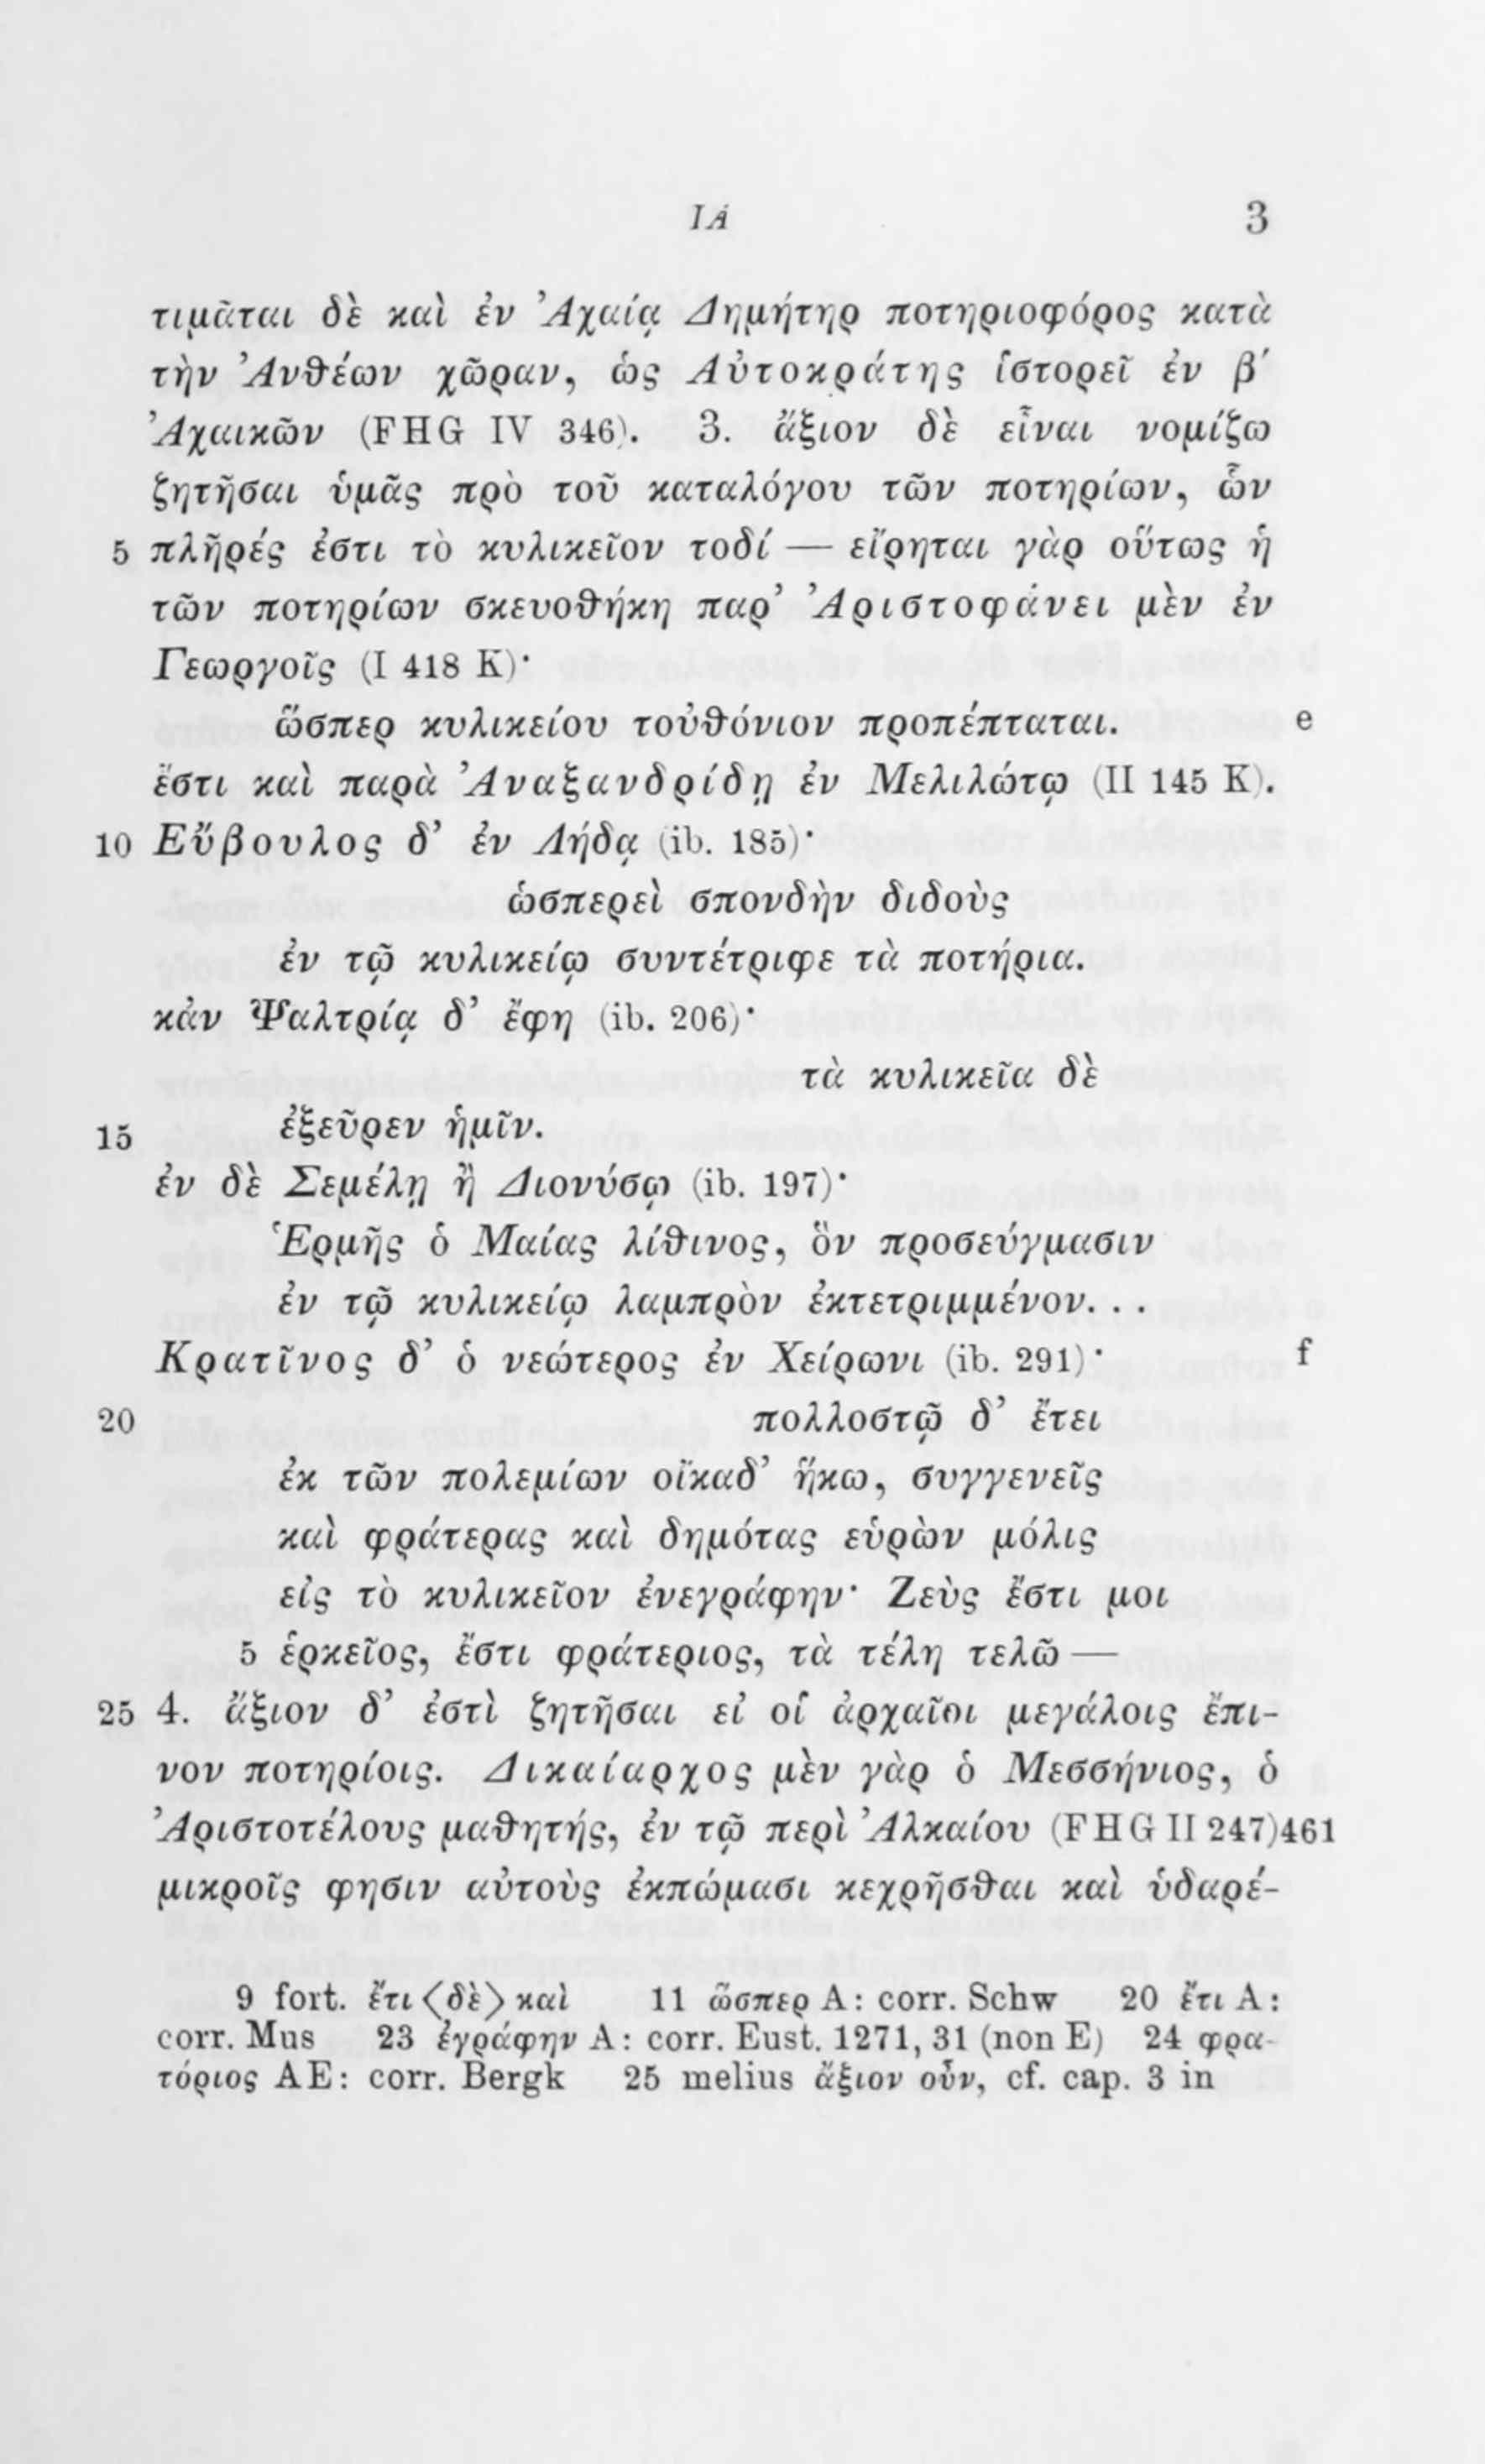 ΙΑ 3
τιμᾶται δὲ καὶ ἐν Ἀχαίᾳ Δημήτηρ ποτηριοφόρος κατὰ
τὴν Ἀνθέων χῶραν, ὡς Αὐτοκράτης ἱστορεῖ ἐν β′
Ἀχαικῶν (FHG IV 346). 3. ἄξιον δὲ εἶναι νομίζω
ζητῆσαι ὑμᾶς πρὸ τοῦ καταλόγου τῶν ποτηρίων, ὧν
5 πλῆρές ἐστι τὸ κυλικεῖον τοδί — εἴρηται γὰρ οὕτως ἡ
τῶν ποτηρίων σκευοθήκη παρ’ Ἀριστοφάνει μὲν ἐν
Γεωργοῖς (I 418 K)·
ὥσπερ κυλικείου τοὐθόνιον προπέπταται. e
ἔστι καὶ παρὰ Ἀναξανδρίδῃ ἐν Μελιλώτῳ (II 145 K).
10 Εὔβουλος δ’ ἐν Λήδᾳ (ib. 185)·
ὡσπερεὶ σπονδὴν διδοὺς
ἐν τῷ κυλικείῳ συντέτριφε τὰ ποτήρια.
κἀν Ψαλτρίᾳ δ’ ἔφη (ib. 206)·
τὰ κυλικεῖα δὲ
15 ἐξεῦρεν ἡμῖν.
ἐν δὲ Σεμέλῃ ἢ Διονύσῳ (ib. 197)·
Ἑρμῆς ὁ Μαίας λίθινος, ὃν προσεύγμασιν
ἐν τῷ κυλικείῳ λαμπρὸν ἐκτετριμμένον. . .
Κρατῖνος δ’ ὁ νεώτερος ἐν Χείρωνι (ib. 291)· f
20 πολλοστῷ δ’ ἔτει
ἐκ τῶν πολεμίων οἴκαδ’ ἥκω, συγγενεῖς
καὶ φράτερας καὶ δημότας εὑρὼν μόλις
εἰς τὸ κυλικεῖον ἐνεγράφην· Ζεὺς ἔστι μοι
5 ἑρκεῖος, ἔστι φράτεριος, τὰ τέλη τελῶ —
25 4. ἄξιον δ’ ἐστὶ ζητῆσαι εἰ οἱ ἀρχαῖοι μεγάλοις ἔπι-
νον ποτηρίοις. Δικαίαρχος μὲν γὰρ ὁ Μεσσήνιος, ὁ
Ἀριστοτέλους μαθητής, ἐν τῷ περὶ Ἀλκαίου (FHG II 247) 461
μικροῖς φησιν αὐτοὺς ἐκπώμασι κεχρῆσθαι καὶ ὑδαρέ-
9 fort. ἔτι <δὲ> καὶ 11 ὥσπερ A: corr. Schw 20 ἔτι A:
corr. Mus 23 ἐγράφην A: corr. Eust. 1271, 31 (non E) 24 φρα-
τόριος AE: corr. Bergk 25 melius ἄξιον οὖν, cf. cap. 3 in